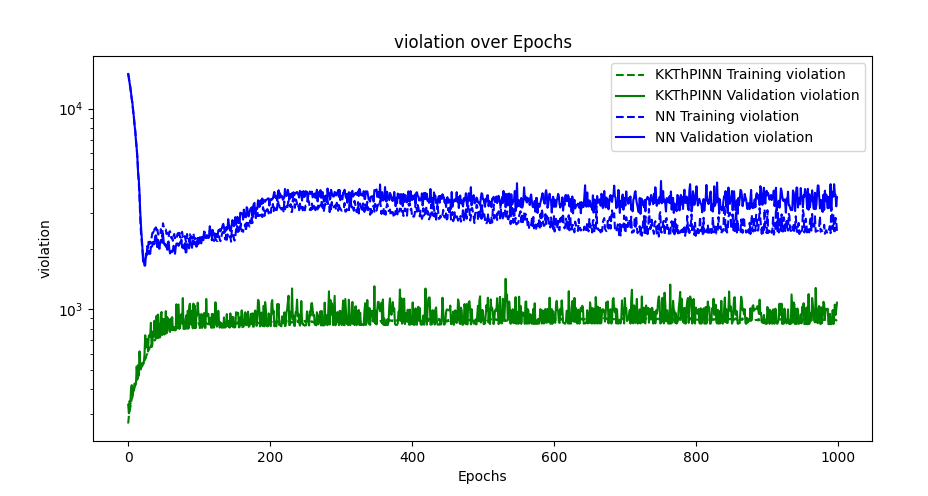 violation over Epochs
KKThPINN Training violation
KKThPINN Validation violation
NN Training violation
NN Validation violation
10^4
10^3
violation
0 200 400 600 800 1000
Epochs